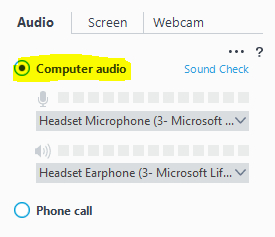 Audio Screen Webcam
... ?
Computer audio Sound Check
Headset Microphone (3- Microsoft ...
Headset Earphone (3- Microsoft Lif...
Phone call